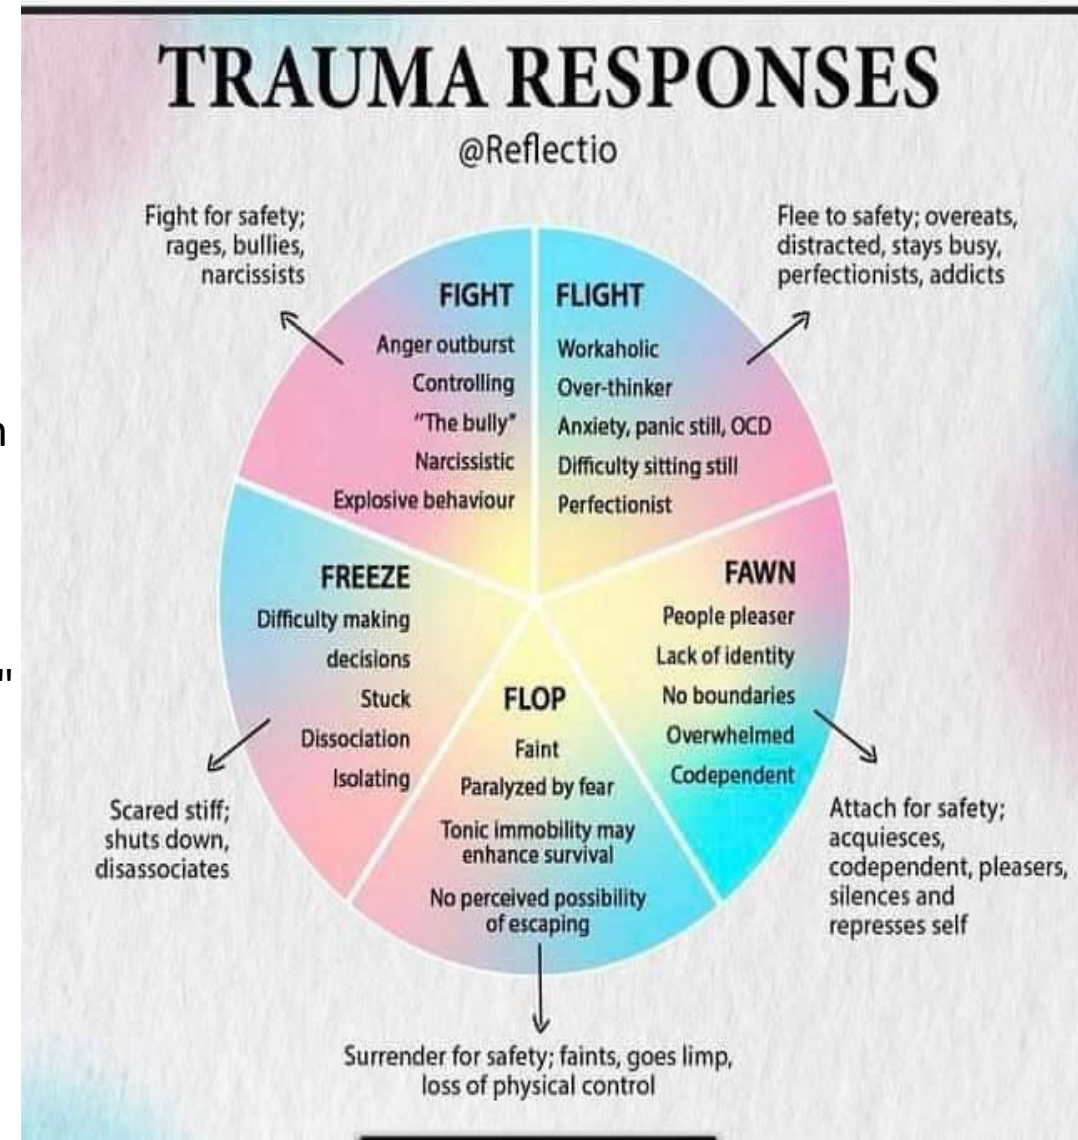 TRAUMA RESPONSES
@Reflectio
Fight for safety;
rages, bullies,
narcissists
Flee to safety; overeats,
distracted, stays busy,
perfectionists, addicts
FIGHT
Anger outburst
Controlling
"The bully"
Narcissistic
Explosive behaviour
FLIGHT
Workaholic
Over-thinker
Anxiety, panic still, OCD
Difficulty sitting still
Perfectionist
FREEZE
Difficulty making
decisions
Stuck
Dissociation
Isolating
FLOP
Faint
Paralyzed by fear
Tonic immobility may
enhance survival
No perceived possibility
of escaping
FAWN
People pleaser
Lack of identity
No boundaries
Overwhelmed
Codependent
Scared stiff;
shuts down,
disassociates
Attach for safety;
acquiesces,
codependent, pleasers,
silences and
represses self
Surrender for safety; faints, goes limp,
loss of physical control